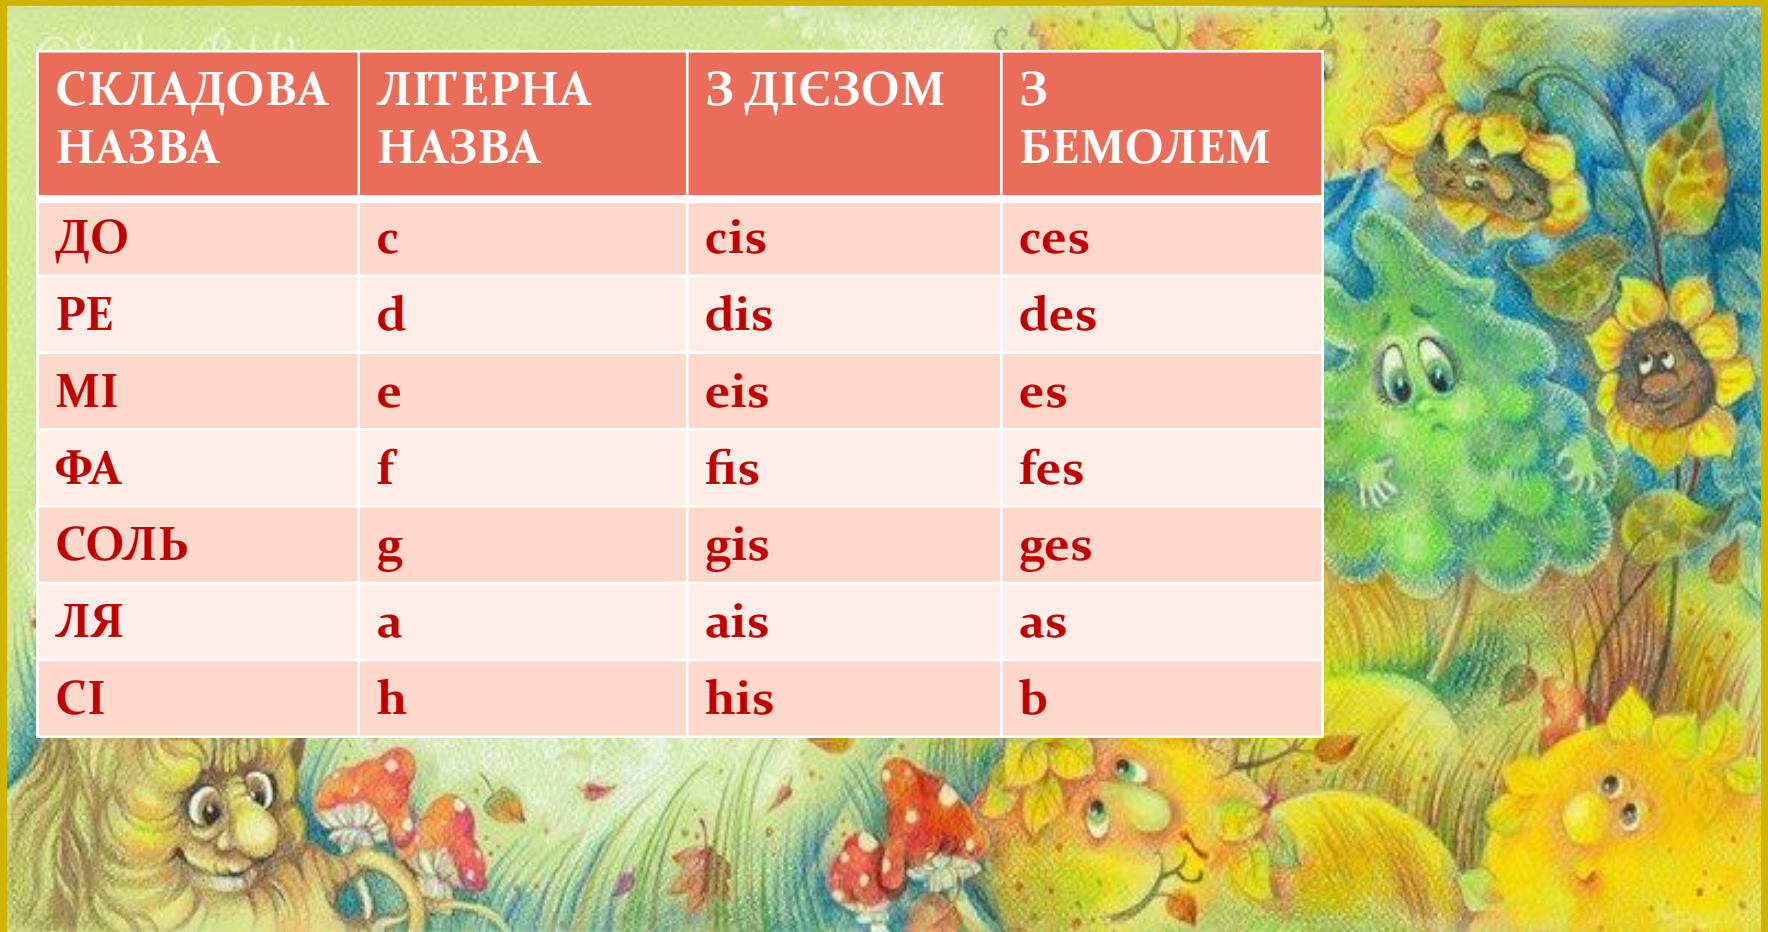 СКЛАДОВА НАЗВА	ЛІТЕРНА НАЗВА	З ДІЄЗОМ	З БЕМОЛЕМ
ДО	c	cis	ces
РЕ	d	dis	des
МІ	e	eis	es
ФА	f	fis	fes
СОЛЬ	g	gis	ges
ЛЯ	a	ais	as
СІ	h	his	b